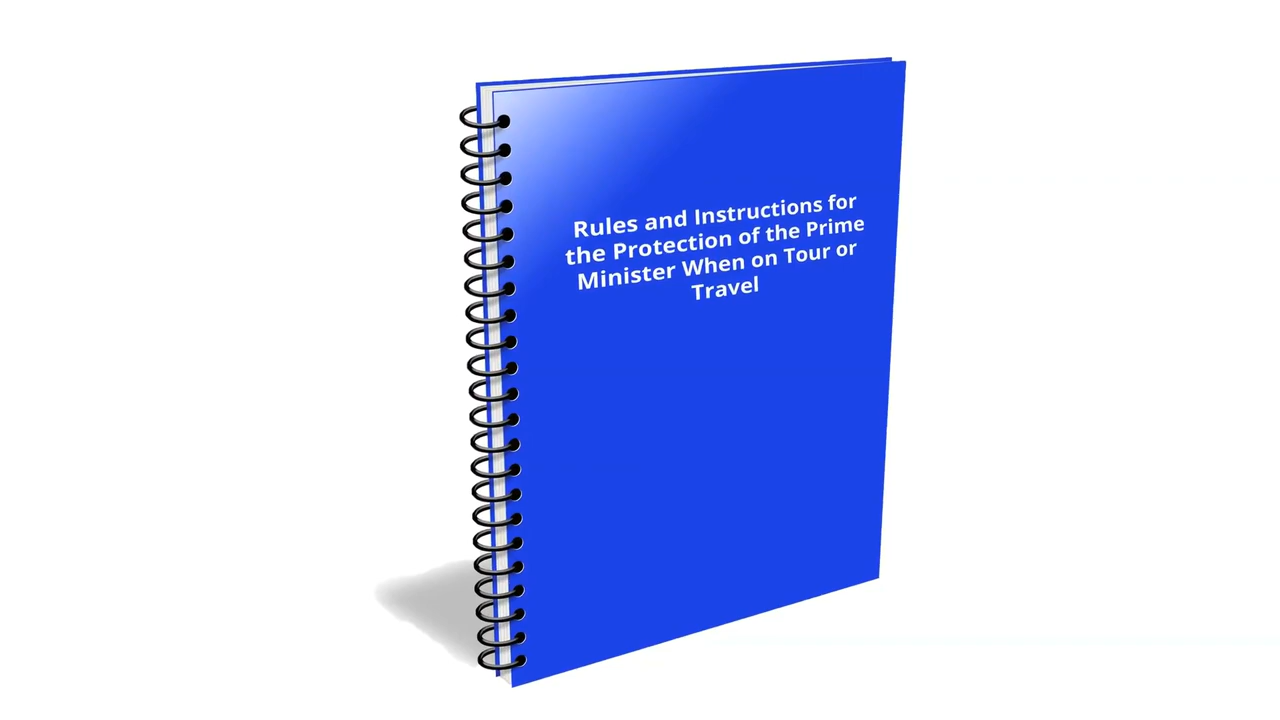 Rules and Instructions for
the Protection of the Prime
Minister When on Tour or
Travel